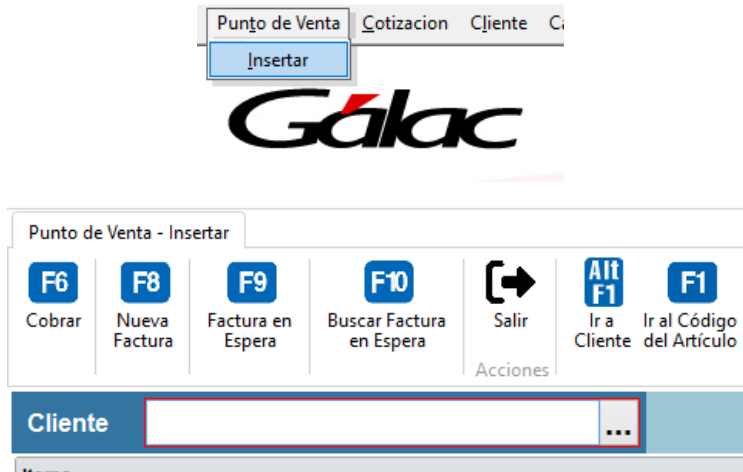 Punto de Venta Cotizacion Cliente
Insertar
Gálac
Punto de Venta - Insertar
F6 F8 F9 F10 Alt F1 F1
Cobrar Nueva Factura Factura en Espera Buscar Factura en Espera Salir Ir a Cliente Ir al Código del Artículo
Acciones
Cliente ...